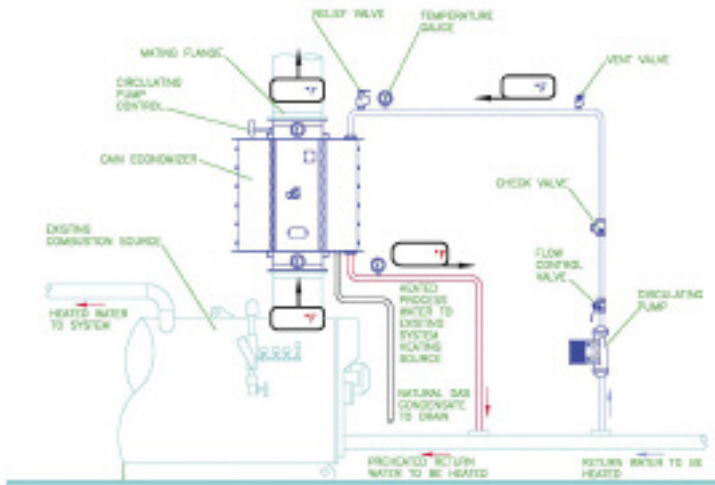 RELIEF VALVE
TEMPERATURE
GAUGE
MATING FLANGE
°F
°F
VENT VALVE
CIRCULATING
PUMP
CONTROL
CAIN ECONOMIZER
CHECK VALVE
EXISTING
COMBUSTION SOURCE
°F
FLOW
CONTROL
VALVE
CIRCULATING
PUMP
HEATED WATER
TO SYSTEM
°F
HEATED
PROCESS
WATER TO
EXISTING
SYSTEM
HEATING
SOURCE
NATURAL GAS
CONDENSATE
TO DRAIN
PREHEATED RETURN
WATER TO BE HEATED
RETURN WATER TO BE
HEATED